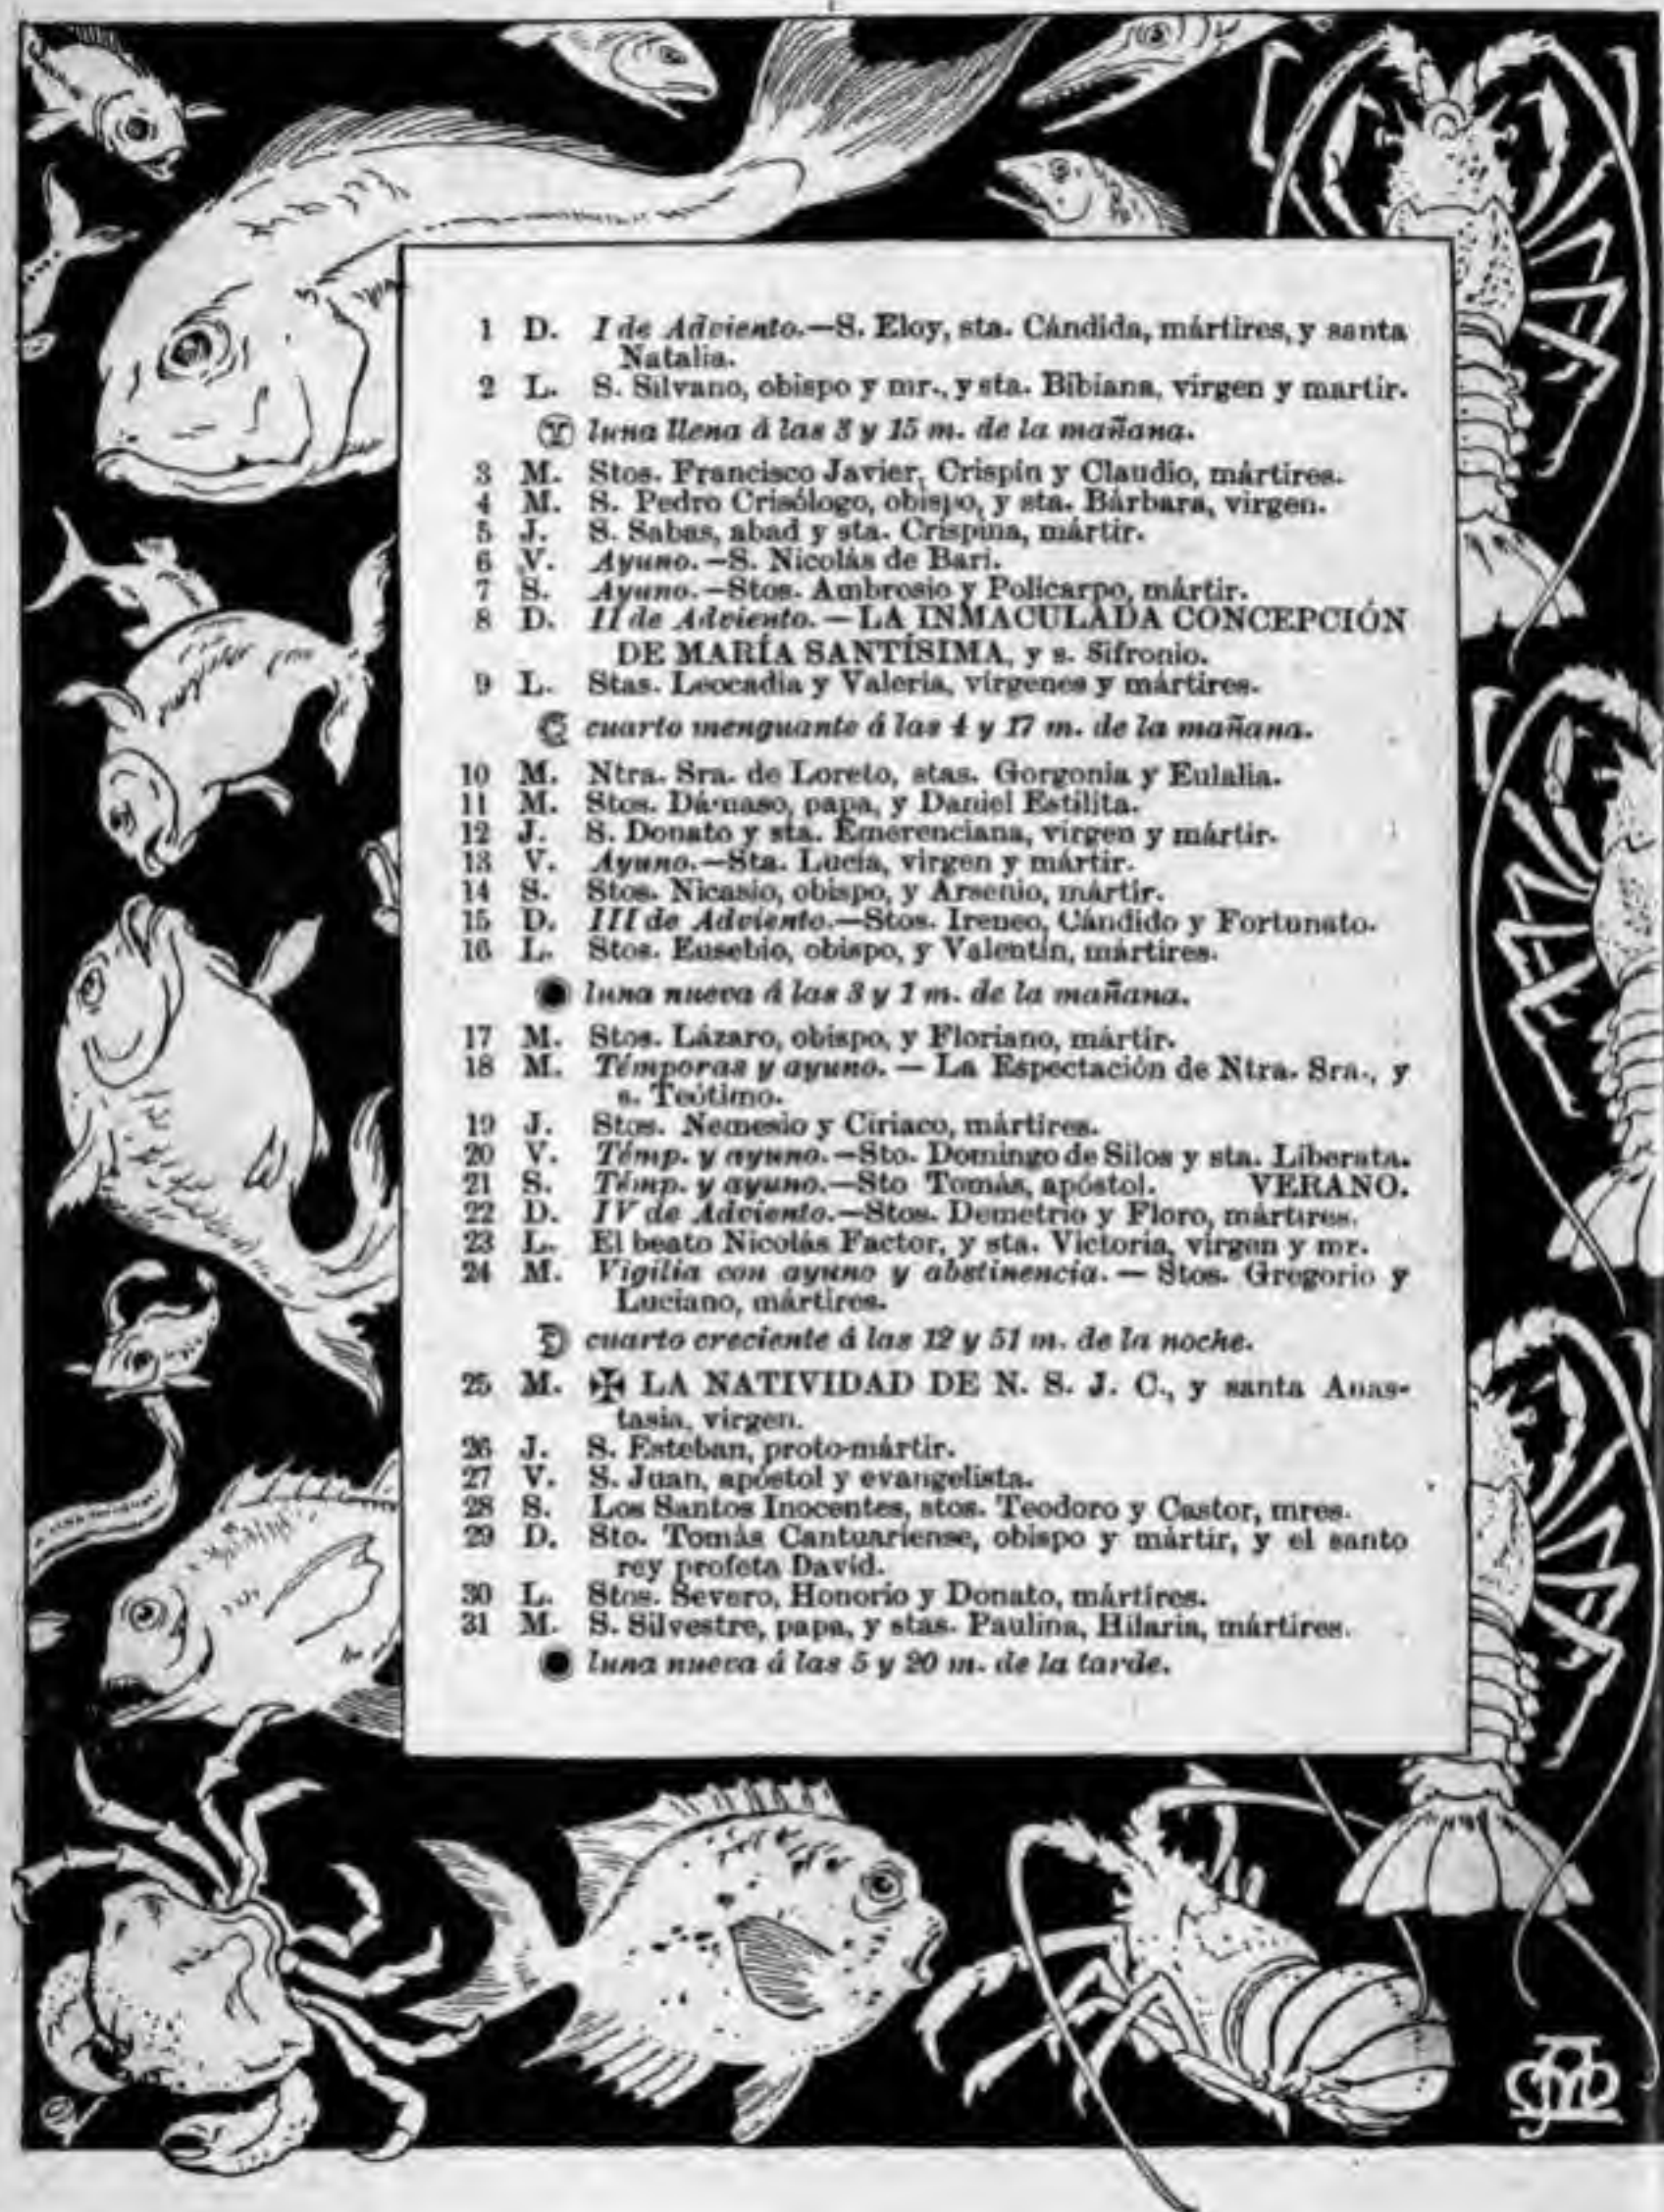 1 D. I de Adviento.—S. Eloy, sta. Cándida, mártires, y santa
Natalia.
2 L. S. Silvano, obispo y mr., y sta. Bibiana, virgen y martir.
luna llena á las 3 y 15 m. de la mañana.
3 M. Stos. Francisco Javier, Crispín y Claudio, mártires.
4 M. S. Pedro Crisólogo, obispo, y sta. Bárbara, virgen.
5 J. S. Sabas, abad y sta. Crispina, mártir.
6 V. Ayuno.—S. Nicolás de Bari.
7 S. Ayuno.—Stos. Ambrosio y Policarpo, mártir.
8 D. II de Adviento.—LA INMACULADA CONCEPCIÓN
DE MARÍA SANTÍSIMA, y s. Sifronio.
9 L. Stas. Leocadia y Valeria, vírgenes y mártires.
cuarto menguante á las 4 y 17 m. de la mañana.
10 M. Ntra. Sra. de Loreto, stas. Gorgonia y Eulalia.
11 M. Stos. Dámaso, papa, y Daniel Estilita.
12 J. S. Donato y sta. Emerenciana, virgen y mártir.
13 V. Ayuno.—Sta. Lucía, virgen y mártir.
14 S. Stos. Nicasio, obispo, y Arsenio, mártir.
15 D. III de Adviento.—Stos. Ireneo, Cándido y Fortunato.
16 L. Stos. Eusebio, obispo, y Valentín, mártires.
luna nueva á las 3 y 1 m. de la mañana.
17 M. Stos. Lázaro, obispo, y Floriano, mártir.
18 M. Témporas y ayuno. — La Espectación de Ntra. Sra., y
s. Teótimo.
19 J. Stos. Nemesio y Ciriaco, mártires.
20 V. Témp. y ayuno.—Sto. Domingo de Silos y sta. Liberata.
21 S. Témp. y ayuno.—Sto Tomás, apóstol. VERANO.
22 D. IV de Adviento.—Stos. Demetrio y Floro, mártires.
23 L. El beato Nicolás Factor, y sta. Victoria, virgen y mr.
24 M. Vigilia con ayuno y abstinencia. — Stos. Gregorio y
Luciano, mártires.
cuarto creciente á las 12 y 51 m. de la noche.
25 M. ✠ LA NATIVIDAD DE N. S. J. C., y santa Anas-
tasia, virgen.
26 J. S. Esteban, proto-mártir.
27 V. S. Juan, apóstol y evangelista.
28 S. Los Santos Inocentes, stos. Teodoro y Castor, mres.
29 D. Sto. Tomás Cantuariense, obispo y mártir, y el santo
rey profeta David.
30 L. Stos. Severo, Honorio y Donato, mártires.
31 M. S. Silvestre, papa, y stas. Paulina, Hilaria, mártires.
luna nueva á las 5 y 20 m. de la tarde.